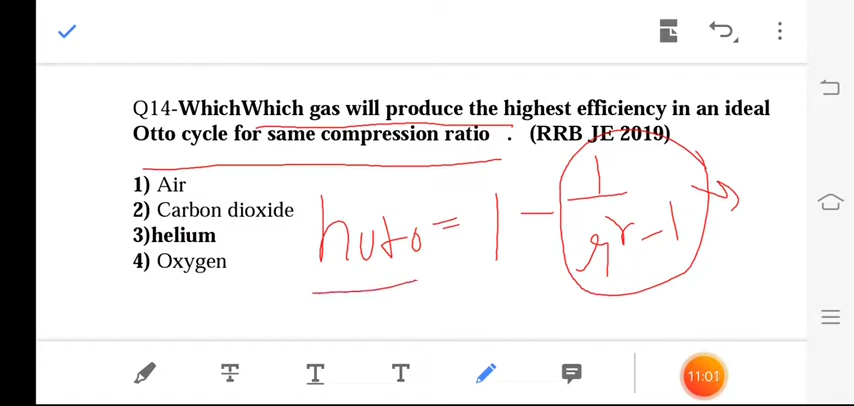 Q14-WhichWhich gas will produce the highest efficiency in an ideal
Otto cycle for same compression ratio . (RRB JE 2019)
1) Air
2) Carbon dioxide
3)helium
4) Oxygen
ηotto = 1 - 1/r^γ-1
T T T
11:01